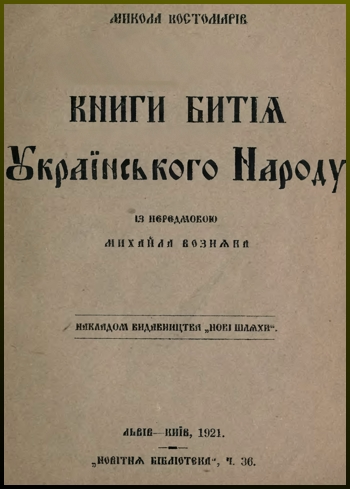 МИКОЛА КОСТОМАРІВ
КНИГИ БИТІЯ
УКРАЇНСЬКОГО НАРОДУ
ІЗ ПЕРЕДМОВОЮ
МИХАЙЛА ВОЗНЯКА
НАКЛАДОМ ВИДАВНИЦТВА „НОВІ ШЛЯХИ".
ЛЬВІВ—КИЇВ, 1921.
„НОВІТНЯ БІБЛІОТЕКА", Ч. 36.